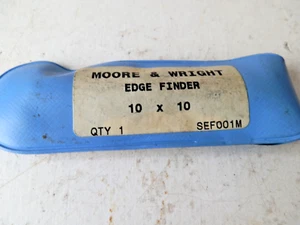 MOORE & WRIGHT
EDGE FINDER
10 x 10
QTY 1 SEF001M